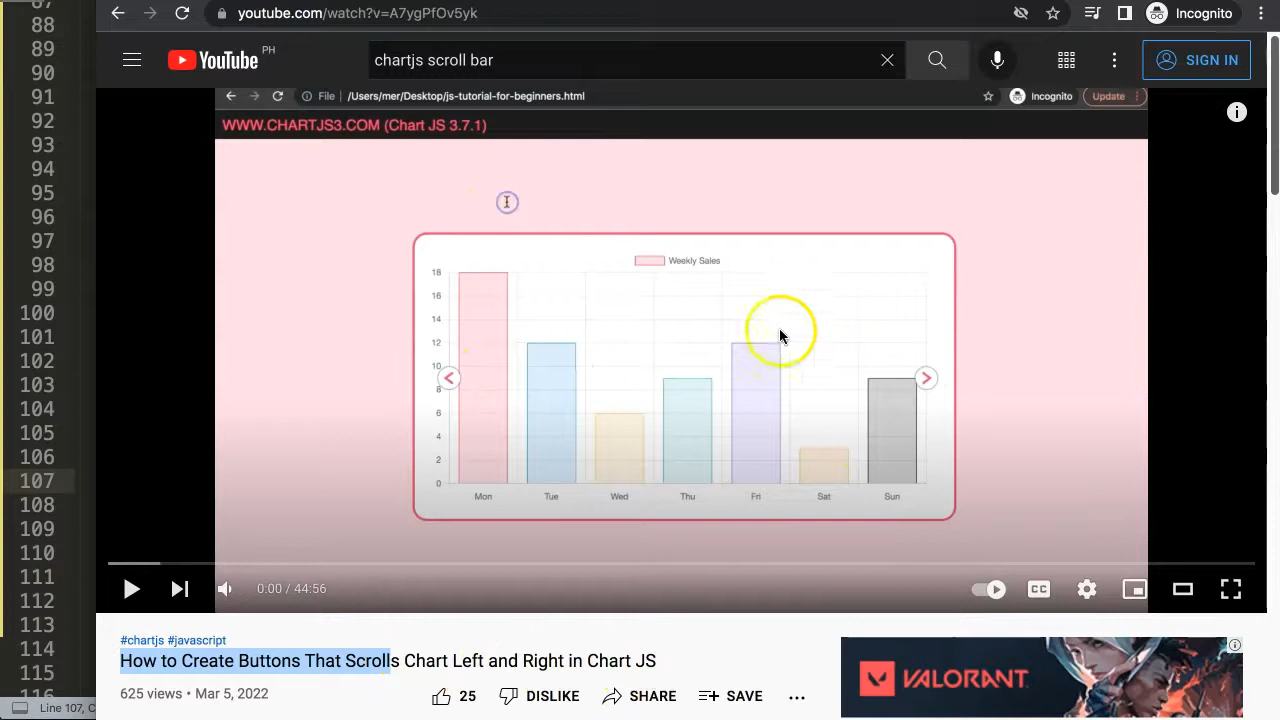 87
88
89
90
91
92
93
94
95
96
97
98
99
100
101
102
103
104
105
106
107
108
109
110
111
112
113
114
115
116
Line 107, C
youtube.com/watch?v=A7ygPfOv5yk
Incognito
YouTube PH
chartjs scroll bar
SIGN IN
File /Users/mer/Desktop/js-tutorial-for-beginners.html
Incognito
Update
WWW.CHARTJS3.COM (Chart JS 3.7.1)
Weekly Sales
18
16
14
12
10
8
6
4
2
0
Mon Tue Wed Thu Fri Sat Sun
0:00 / 44:56
CC
#chartjs #javascript
How to Create Buttons That Scrolls Chart Left and Right in Chart JS
625 views • Mar 5, 2022
25 DISLIKE SHARE SAVE
VALORANT